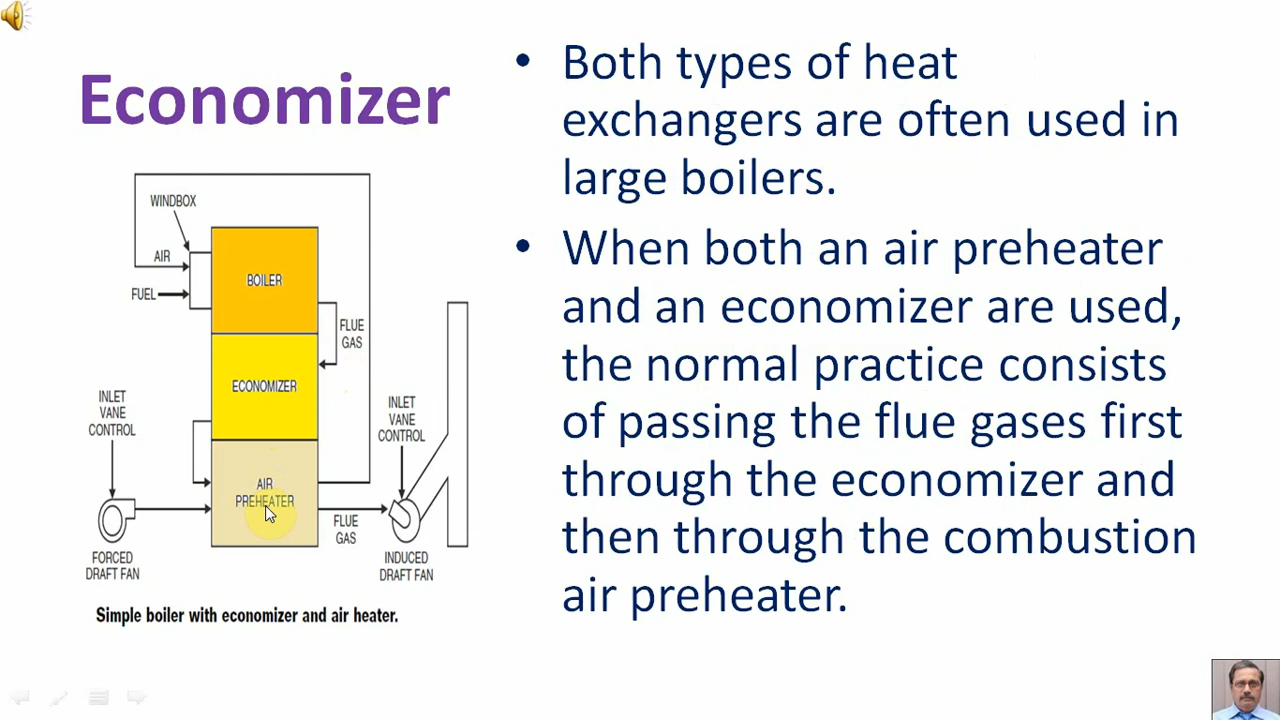 Economizer
WINDBOX
AIR
FUEL
BOILER
FLUE
GAS
ECONOMIZER
INLET
VANE
CONTROL
INLET
VANE
CONTROL
AIR
PREHEATER
FLUE
GAS
FORCED
DRAFT FAN
INDUCED
DRAFT FAN
Simple boiler with economizer and air heater.
• Both types of heat
exchangers are often used in
large boilers.
• When both an air preheater
and an economizer are used,
the normal practice consists
of passing the flue gases first
through the economizer and
then through the combustion
air preheater.